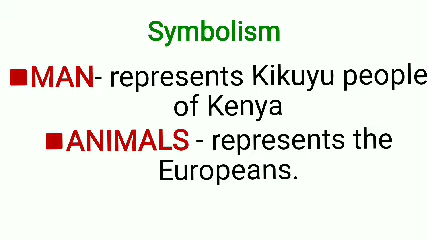 Symbolism
■MAN- represents Kikuyu people
of Kenya
■ANIMALS - represents the
Europeans.